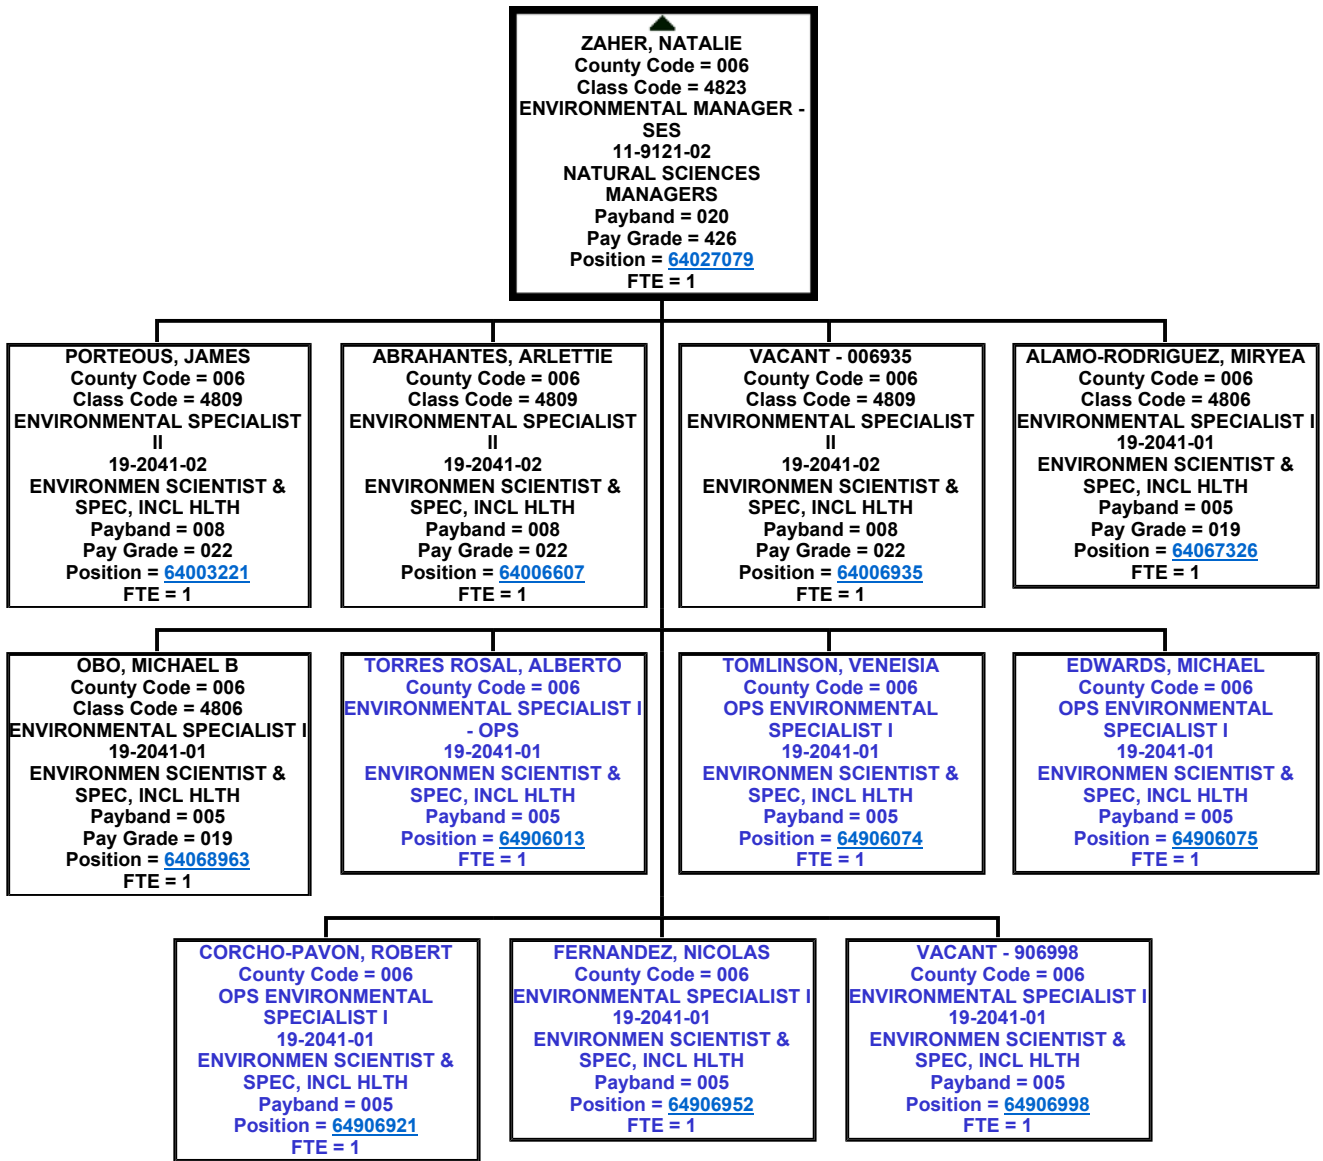 ZAHER, NATALIE
County Code = 006
Class Code = 4823
ENVIRONMENTAL MANAGER -
SES
11-9121-02
NATURAL SCIENCES
MANAGERS
Payband = 020
Pay Grade = 426
Position = 64027079
FTE = 1
PORTEOUS, JAMES
County Code = 006
Class Code = 4809
ENVIRONMENTAL SPECIALIST
II
19-2041-02
ENVIRONMEN SCIENTIST &
SPEC, INCL HLTH
Payband = 008
Pay Grade = 022
Position = 64003221
FTE = 1
ABRAHANTES, ARLETTIE
County Code = 006
Class Code = 4809
ENVIRONMENTAL SPECIALIST
II
19-2041-02
ENVIRONMEN SCIENTIST &
SPEC, INCL HLTH
Payband = 008
Pay Grade = 022
Position = 64006607
FTE = 1
VACANT - 006935
County Code = 006
Class Code = 4809
ENVIRONMENTAL SPECIALIST
II
19-2041-02
ENVIRONMEN SCIENTIST &
SPEC, INCL HLTH
Payband = 008
Pay Grade = 022
Position = 64006935
FTE = 1
ALAMO-RODRIGUEZ, MIRYEA
County Code = 006
Class Code = 4806
ENVIRONMENTAL SPECIALIST I
19-2041-01
ENVIRONMEN SCIENTIST &
SPEC, INCL HLTH
Payband = 005
Pay Grade = 019
Position = 64067326
FTE = 1
OBO, MICHAEL B
County Code = 006
Class Code = 4806
ENVIRONMENTAL SPECIALIST I
19-2041-01
ENVIRONMEN SCIENTIST &
SPEC, INCL HLTH
Payband = 005
Pay Grade = 019
Position = 64068963
FTE = 1
TORRES ROSAL, ALBERTO
County Code = 006
ENVIRONMENTAL SPECIALIST I
- OPS
19-2041-01
ENVIRONMEN SCIENTIST &
SPEC, INCL HLTH
Payband = 005
Position = 64906013
FTE = 1
TOMLINSON, VENEISIA
County Code = 006
OPS ENVIRONMENTAL
SPECIALIST I
19-2041-01
ENVIRONMEN SCIENTIST &
SPEC, INCL HLTH
Payband = 005
Position = 64906074
FTE = 1
EDWARDS, MICHAEL
County Code = 006
OPS ENVIRONMENTAL
SPECIALIST I
19-2041-01
ENVIRONMEN SCIENTIST &
SPEC, INCL HLTH
Payband = 005
Position = 64906075
FTE = 1
CORCHO-PAVON, ROBERT
County Code = 006
OPS ENVIRONMENTAL
SPECIALIST I
19-2041-01
ENVIRONMEN SCIENTIST &
SPEC, INCL HLTH
Payband = 005
Position = 64906921
FTE = 1
FERNANDEZ, NICOLAS
County Code = 006
ENVIRONMENTAL SPECIALIST I
19-2041-01
ENVIRONMEN SCIENTIST &
SPEC, INCL HLTH
Payband = 005
Position = 64906952
FTE = 1
VACANT - 906998
County Code = 006
ENVIRONMENTAL SPECIALIST I
19-2041-01
ENVIRONMEN SCIENTIST &
SPEC, INCL HLTH
Payband = 005
Position = 64906998
FTE = 1